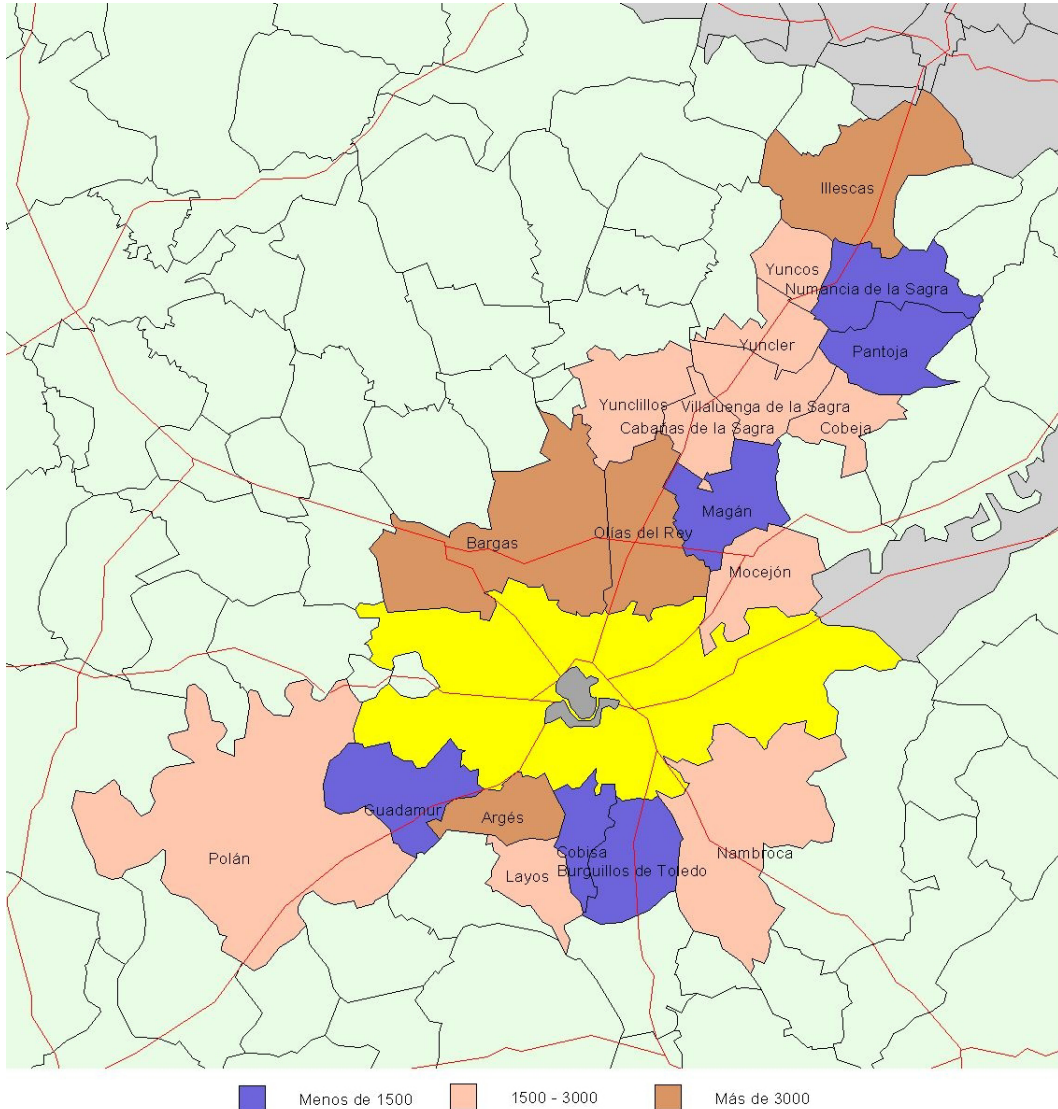 Illescas
Yuncos
Numancia de la Sagra
Yuncler
Pantoja
Yunclillos
Villaluenga de la Sagra
Cabañas de la Sagra
Cobeja
Magán
Olías del Rey
Bargas
Mocejón
Guadamur
Argés
Polán
Cobisa
Nambroca
Layos
Burguillos de Toledo
Menos de 1500
1500 - 3000
Más de 3000